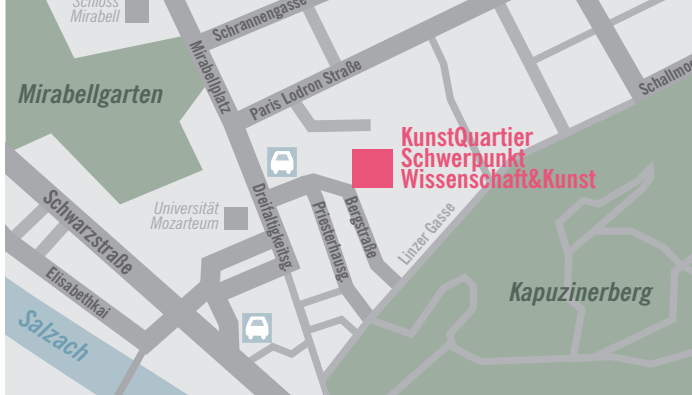 Schloss
Mirabell
Schrannengasse
Mirabellplatz
Paris Lodron Straße
Mirabellgarten
KunstQuartier
Schwerpunkt
Wissenschaft&Kunst
Universität
Mozarteum
Dreifaltigkeitsg.
Priesterhausg.
Bergstraße
Linzer Gasse
Schwarzstraße
Elisabethkai
Salzach
Kapuzinerberg